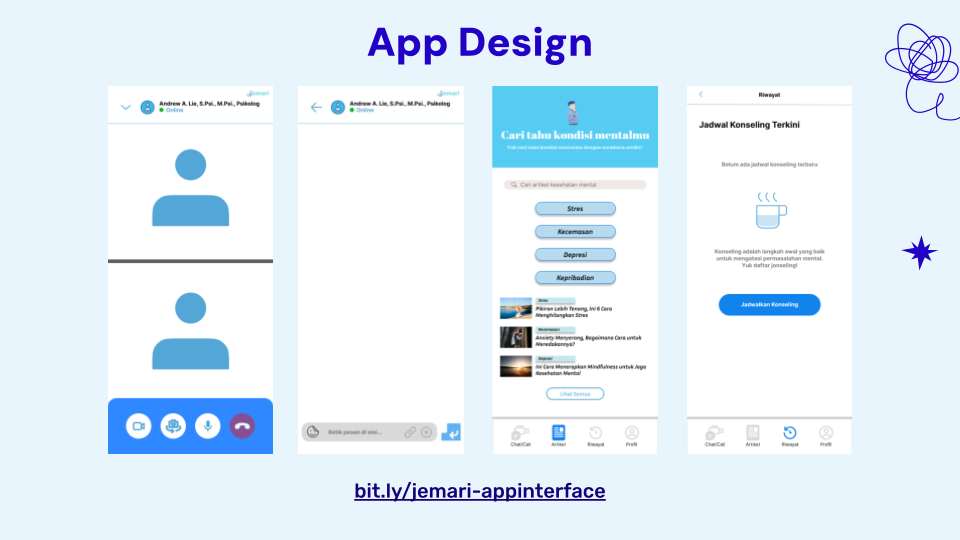 App Design
Jemari
Andrew A. Lie, S.Psi., M.Psi., Psikolog
Online
Jemari
Andrew A. Lie, S.Psi., M.Psi., Psikolog
Online
Ketik pesan di sini...
Cari tahu kondisi mentalmu
Cari artikel kesehatan mental
Stres
Kecemasan
Depresi
Kepribadian
Stres
Pikiran Lebih Tenang, Ini 6 Cara
Menghilangkan Stres
Kecemasan
Anxiety Menyerang, Bagaimana Cara untuk
Meredakannya?
Depresi
Ini Cara Menerapkan Mindfulness untuk Jaga
Kesehatan Mental
Lihat Semua
Chat/Call
Artikel
Riwayat
Profil
Riwayat
Jadwal Konseling Terkini
Belum ada jadwal konseling terbaru
Konseling adalah langkah awal yang baik
untuk mengatasi permasalahan mental.
Yuk daftar jonseling!
Jadwalkan Konseling
Chat/Call
Artikel
Riwayat
Profil
bit.ly/jemari-appinterface